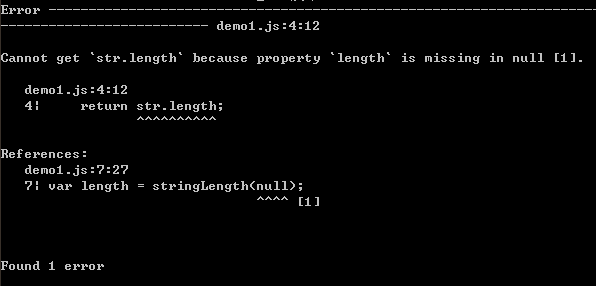 Error ------------------------------------------------------------------------
--------------------------- demo1.js:4:12
Cannot get `str.length` because property `length` is missing in null [1].
demo1.js:4:12
4| return str.length;
^^^^^^^^^^
References:
demo1.js:7:27
7| var length = stringLength(null);
^^^^ [1]
Found 1 error